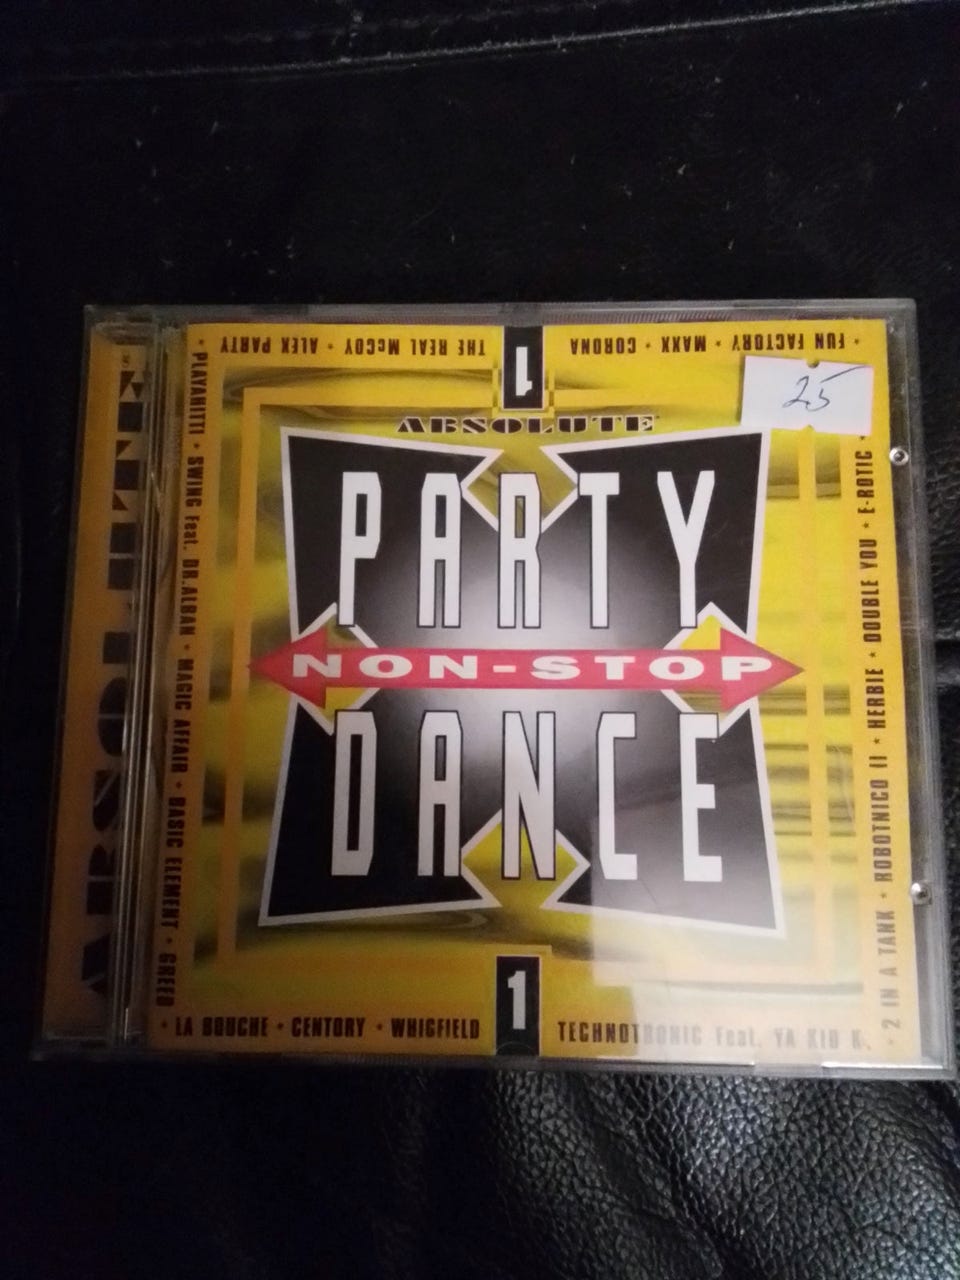 ABSOLUTE
FUN FACTORY * MAXX * CORONA
THE REAL McCOY * ALEX PARTY
1
25
ABSOLUTE
PARTY
NON-STOP
DANCE
PLAYAHITTI * SWING feat. DR.ALBAN * MAGIC AFFAIR * BASIC ELEMENT * GREED
2 IN A TANK * ROBOTNICO II * HERBIE * DOUBLE YOU * E-ROTIC *
1
* LA BOUCHE * CENTORY * WHIGFIELD
TECHNOTRONIC Feat. YA KID K.